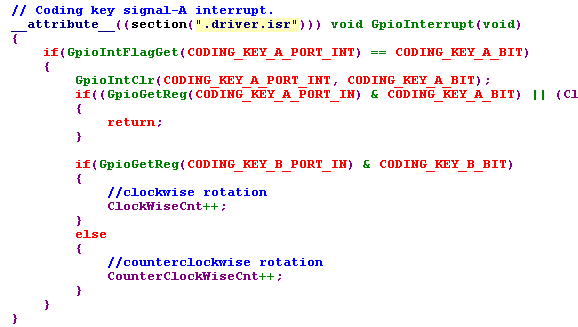 // Coding key signal-A interrupt.
__attribute__((section(".driver.isr"))) void GpioInterrupt(void)
{
if(GpioIntFlagGet(CODING_KEY_A_PORT_INT) == CODING_KEY_A_BIT)
{
GpioIntClr(CODING_KEY_A_PORT_INT, CODING_KEY_A_BIT);
if((GpioGetReg(CODING_KEY_A_PORT_IN) & CODING_KEY_A_BIT) || (Cl
{
return;
}
if(GpioGetReg(CODING_KEY_B_PORT_IN) & CODING_KEY_B_BIT)
{
//clockwise rotation
ClockWiseCnt++;
}
else
{
//counterclockwise rotation
CounterClockWiseCnt++;
}
}
}